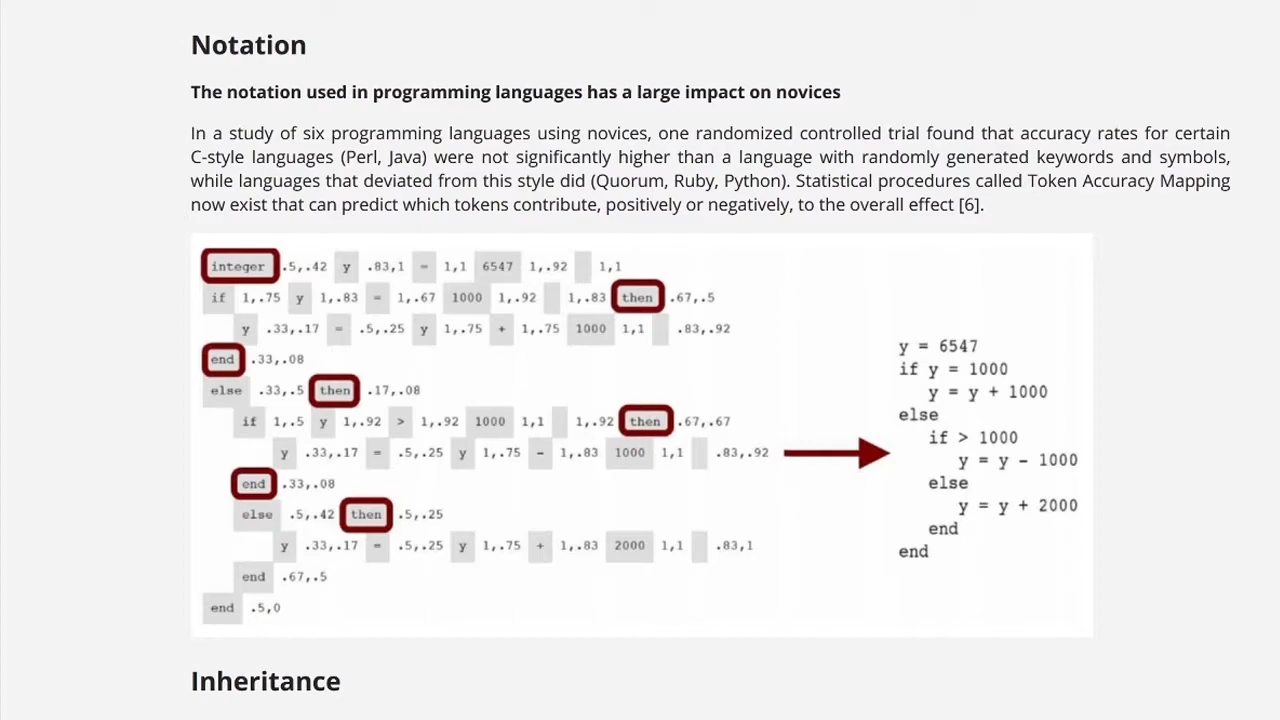 Notation
The notation used in programming languages has a large impact on novices
In a study of six programming languages using novices, one randomized controlled trial found that accuracy rates for certain
C-style languages (Perl, Java) were not significantly higher than a language with randomly generated keywords and symbols,
while languages that deviated from this style did (Quorum, Ruby, Python). Statistical procedures called Token Accuracy Mapping
now exist that can predict which tokens contribute, positively or negatively, to the overall effect [6].
integer .5,.42 y .83,1 = 1,1 6547 1,.92 1,1
if 1,.75 y 1,.83 = 1,.67 1000 1,.92 1,.83 then .67,.5
y .33,.17 = .5,.25 y 1,.75 + 1,.75 1000 1,1 .83,.92
end .33,.08
else .33,.5 then .17,.08
if 1,.5 y 1,.92 > 1,.92 1000 1,1 1,.92 then .67,.67
y .33,.17 = .5,.25 y 1,.75 - 1,.83 1000 1,1 .83,.92
end .33,.08
else .5,.42 then .5,.25
y .33,.17 = .5,.25 y 1,.75 + 1,.83 2000 1,1 .83,1
end .67,.5
end .5,0
y = 6547
if y = 1000
y = y + 1000
else
if > 1000
y = y - 1000
else
y = y + 2000
end
end
Inheritance